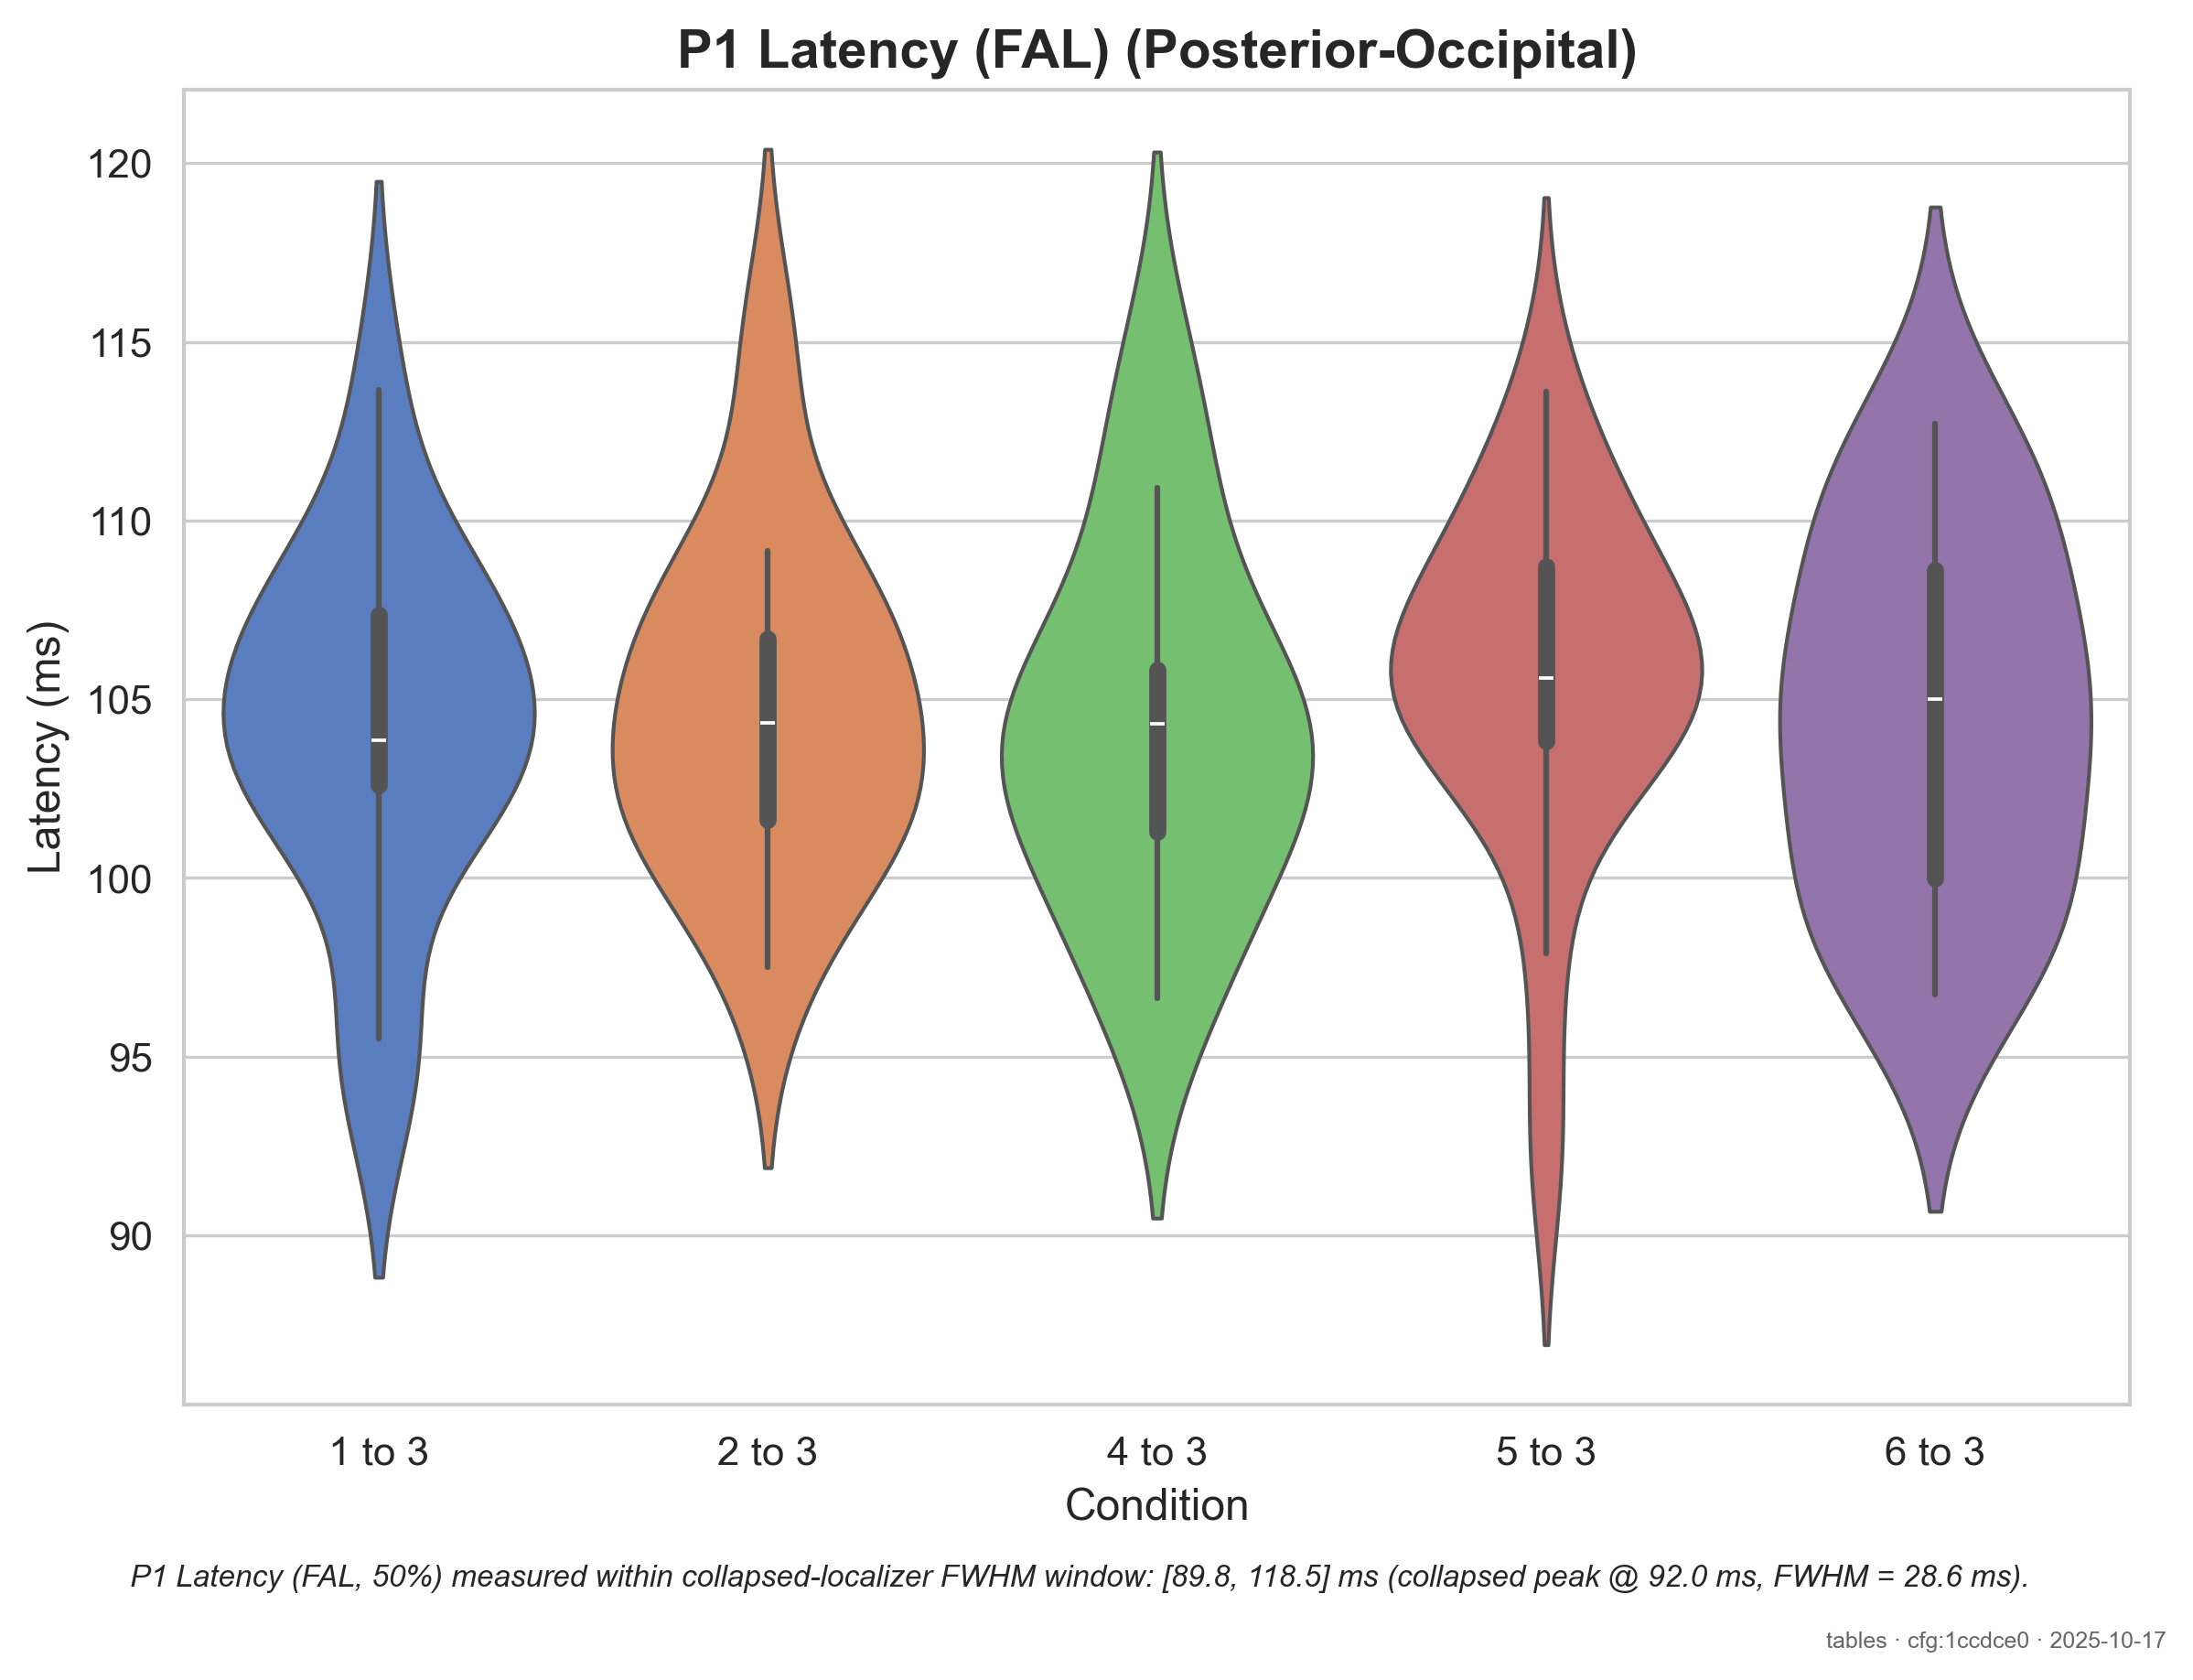 P1 Latency (FAL) (Posterior-Occipital)
Latency (ms)
120
115
110
105
100
95
90
1 to 3
2 to 3
4 to 3
5 to 3
6 to 3
Condition
P1 Latency (FAL, 50%) measured within collapsed-localizer FWHM window: [89.8, 118.5] ms (collapsed peak @ 92.0 ms, FWHM = 28.6 ms).
tables · cfg:1ccdce0 · 2025-10-17